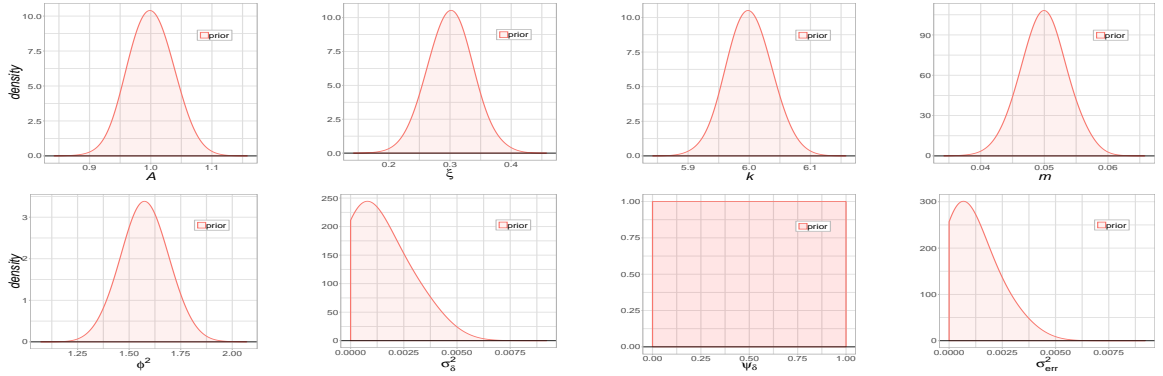 density
10.0
7.5
5.0
2.5
0.0
0.9 1.0 1.1
A
prior
10.0
7.5
5.0
2.5
0.0
0.2 0.3 0.4
ξ
prior
10.0
7.5
5.0
2.5
0.0
5.9 6.0 6.1
k
prior
90
60
30
0
0.04 0.05 0.06
m
prior
density
3
2
1
0
1.25 1.50 1.75 2.00
ϕ²
prior
250
200
150
100
50
0
0.0000 0.0025 0.0050 0.0075
σ²_δ
prior
1.00
0.75
0.50
0.25
0.00
0.00 0.25 0.50 0.75 1.00
ψ_δ
prior
300
200
100
0
0.0000 0.0025 0.0050 0.0075
σ²_err
prior